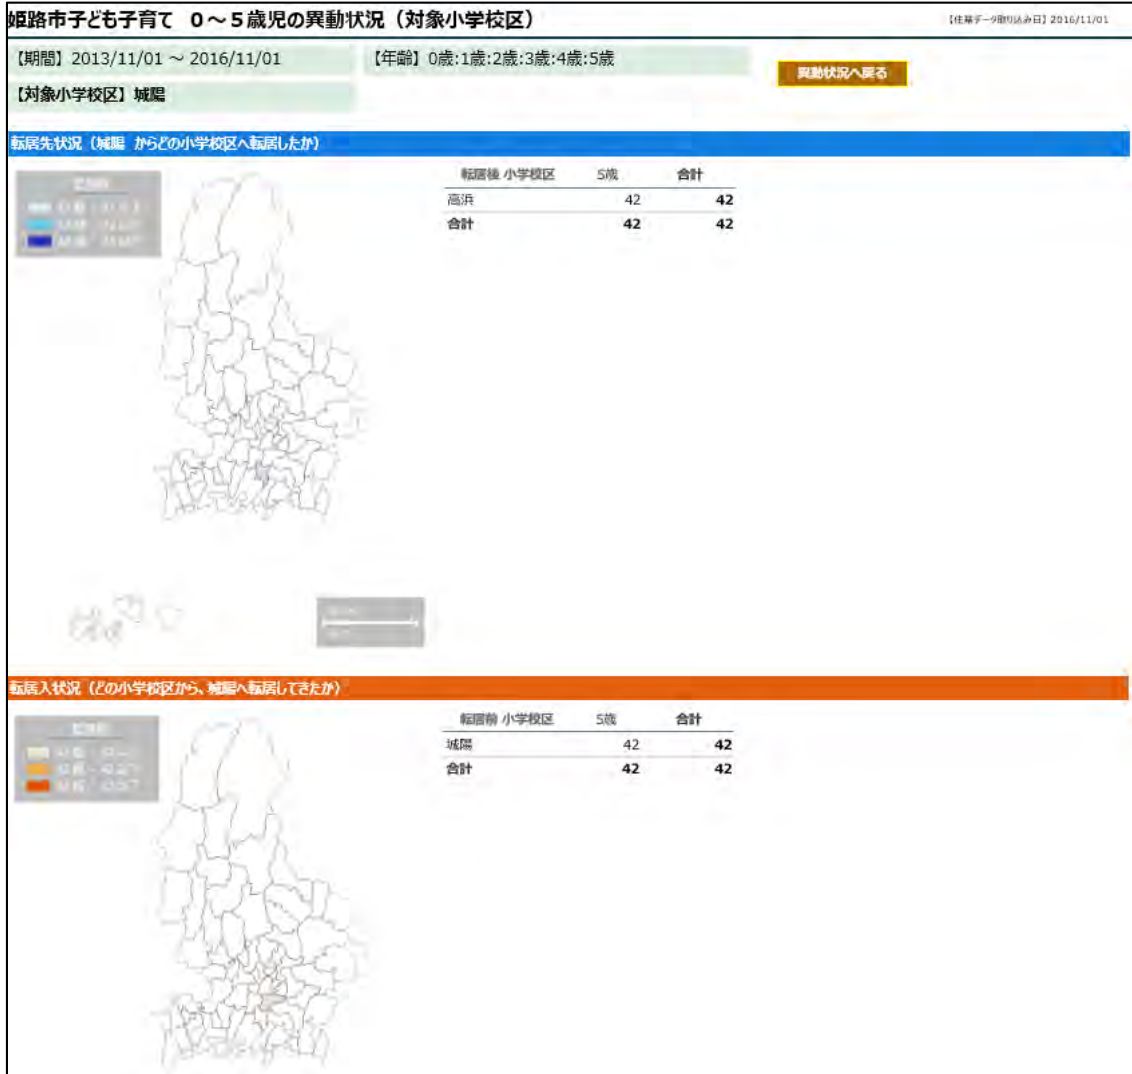 姫路市子ども子育て　０～５歳児の異動状況（対象小学校区）
【住基データ取り込み日】2016/11/01
【期間】2013/11/01 ～ 2016/11/01
【年齢】0歳:1歳:2歳:3歳:4歳:5歳
異動状況へ戻る
【対象小学校区】城陽
転居先状況（城陽 からどの小学校区へ転居したか）
転居後 小学校区 5歳 合計
高浜 42 42
合計 42 42
転居入状況（どの小学校区から、城陽へ転居してきたか）
転居前 小学校区 5歳 合計
城陽 42 42
合計 42 42